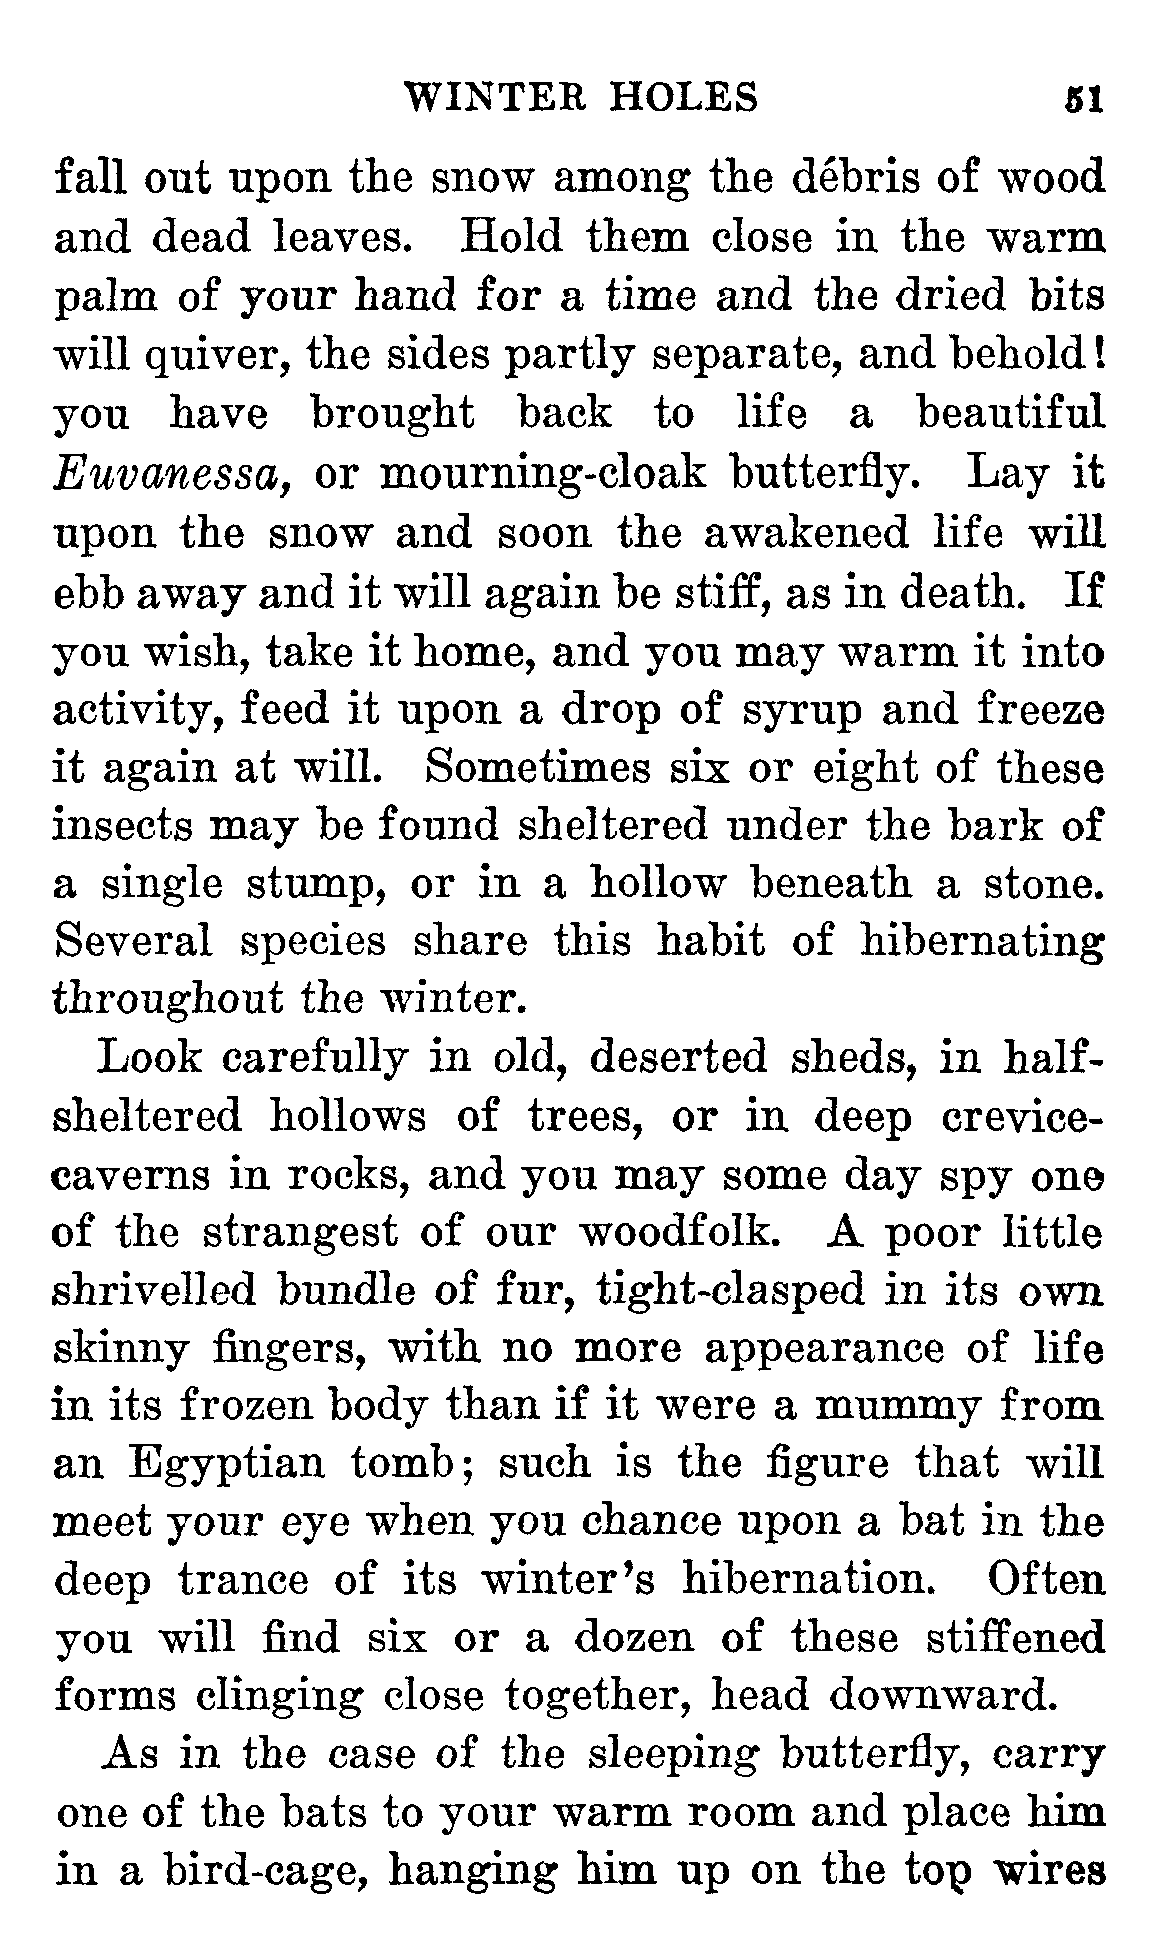 WINTER HOLES 51
fall out upon the snow among the débris of wood
and dead leaves. Hold them close in the warm
palm of your hand for a time and the dried bits
will quiver, the sides partly separate, and behold!
you have brought back to life a beautiful
Euvanessa, or mourning-cloak butterfly. Lay it
upon the snow and soon the awakened life will
ebb away and it will again be stiff, as in death. If
you wish, take it home, and you may warm it into
activity, feed it upon a drop of syrup and freeze
it again at will. Sometimes six or eight of these
insects may be found sheltered under the bark of
a single stump, or in a hollow beneath a stone.
Several species share this habit of hibernating
throughout the winter.
Look carefully in old, deserted sheds, in half-
sheltered hollows of trees, or in deep crevice-
caverns in rocks, and you may some day spy one
of the strangest of our woodfolk. A poor little
shrivelled bundle of fur, tight-clasped in its own
skinny fingers, with no more appearance of life
in its frozen body than if it were a mummy from
an Egyptian tomb; such is the figure that will
meet your eye when you chance upon a bat in the
deep trance of its winter's hibernation. Often
you will find six or a dozen of these stiffened
forms clinging close together, head downward.
As in the case of the sleeping butterfly, carry
one of the bats to your warm room and place him
in a bird-cage, hanging him up on the top wires